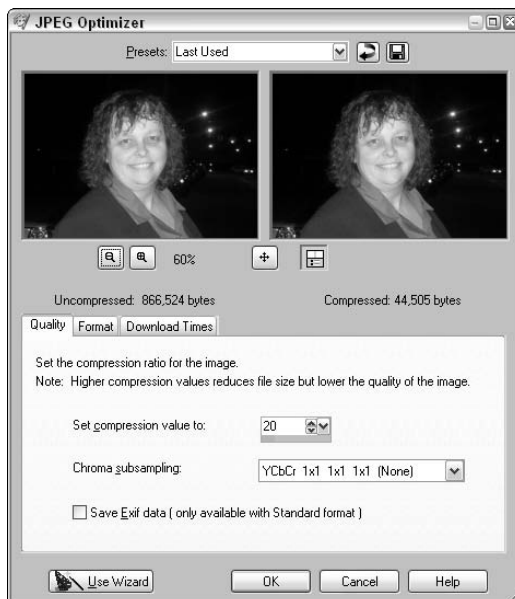 JPEG Optimizer
Presets: Last Used
60%
Uncompressed: 866,524 bytes
Compressed: 44,505 bytes
Quality Format Download Times
Set the compression ratio for the image.
Note: Higher compression values reduces file size but lower the quality of the image.
Set compression value to: 20
Chroma subsampling: YCbCr 1x1 1x1 1x1 (None)
Save Exif data ( only available with Standard format )
Use Wizard OK Cancel Help